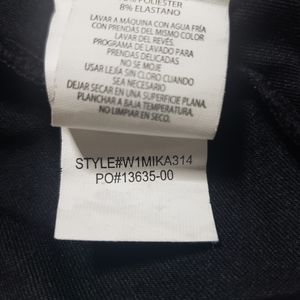 POLIESTER
8% ELASTANO
LAVAR A MÁQUINA CON AGUA FRÍA
CON PRENDAS DEL MISMO COLOR
LAVAR DEL REVÉS.
PROGRAMA DE LAVADO PARA
PRENDAS DELICADAS
NO USAR LEJÍA SIN CLORO CUANDO
SEA NECESARIO
DEJAR SECAR EN UNA SUPERFICIE PLANA.
PLANCHAR A BAJA TEMPERATURA.
NO LIMPIAR EN SECO.
STYLE#W1MIKA314
PO#13635-00